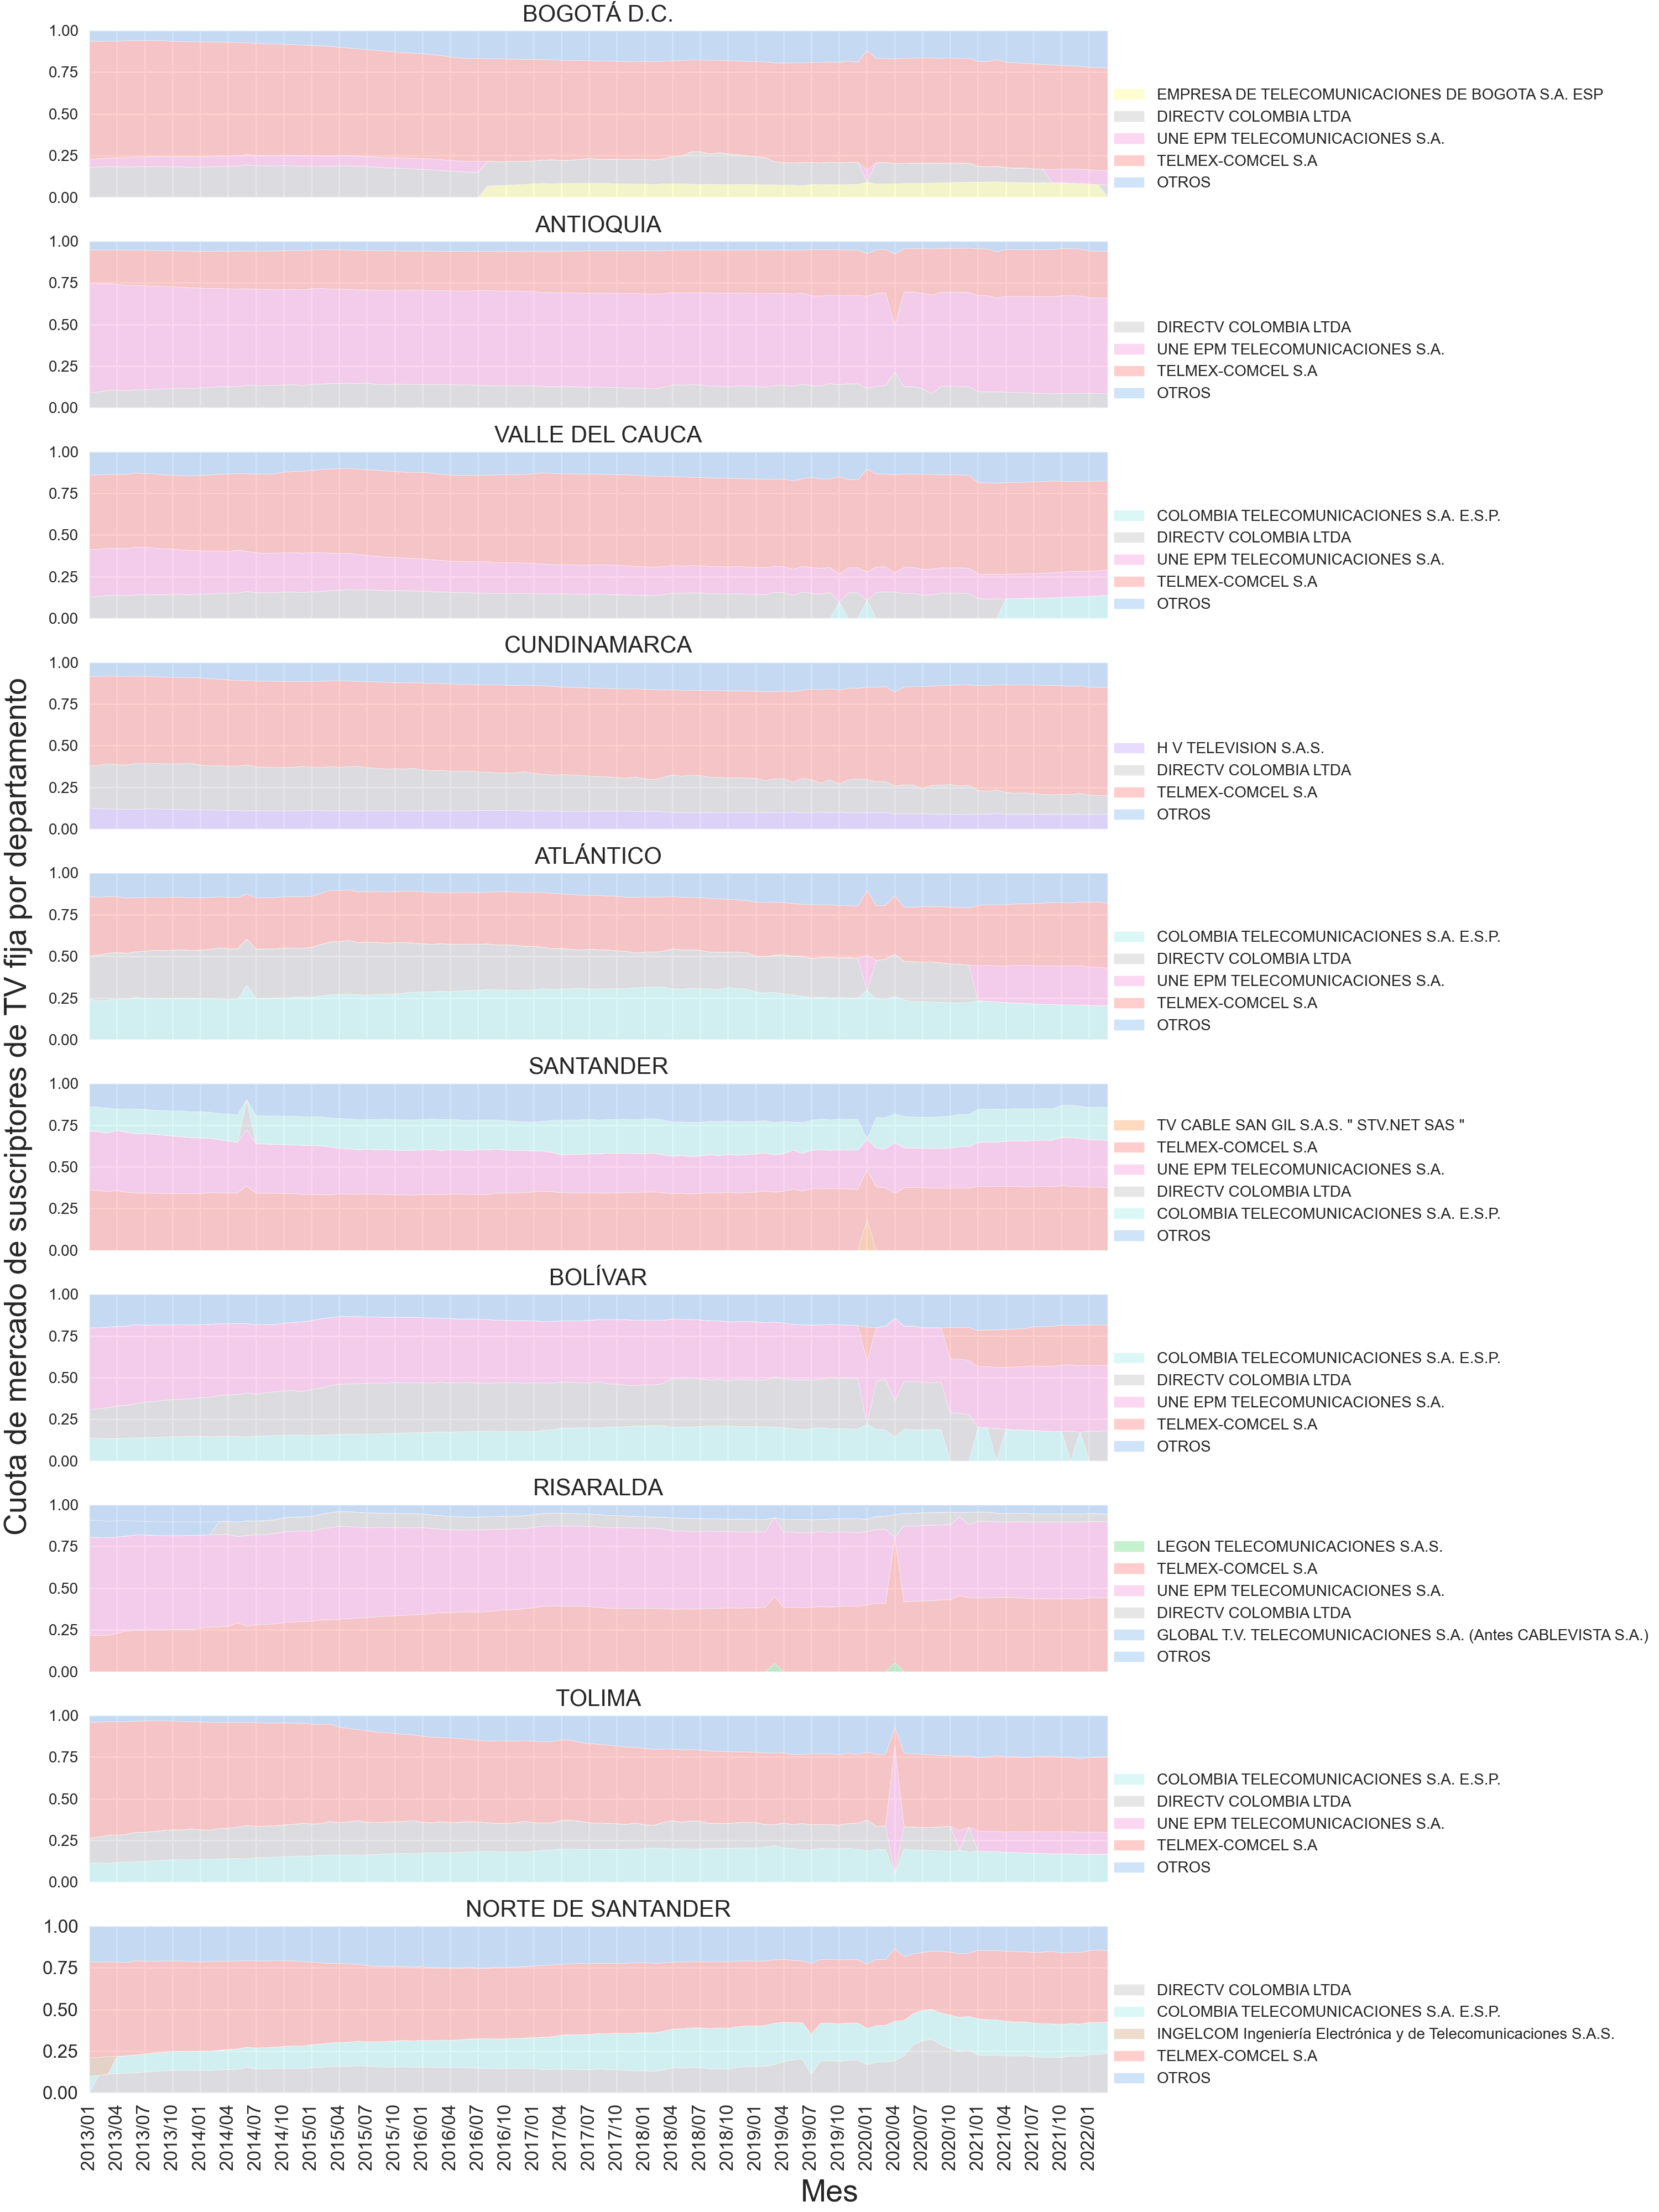 Cuota de mercado de suscriptores de TV fija por departamento
BOGOTÁ D.C.
1.00
0.75
0.50
0.25
0.00
EMPRESA DE TELECOMUNICACIONES DE BOGOTA S.A. ESP
DIRECTV COLOMBIA LTDA
UNE EPM TELECOMUNICACIONES S.A.
TELMEX-COMCEL S.A
OTROS
ANTIOQUIA
1.00
0.75
0.50
0.25
0.00
DIRECTV COLOMBIA LTDA
UNE EPM TELECOMUNICACIONES S.A.
TELMEX-COMCEL S.A
OTROS
VALLE DEL CAUCA
1.00
0.75
0.50
0.25
0.00
COLOMBIA TELECOMUNICACIONES S.A. E.S.P.
DIRECTV COLOMBIA LTDA
UNE EPM TELECOMUNICACIONES S.A.
TELMEX-COMCEL S.A
OTROS
CUNDINAMARCA
1.00
0.75
0.50
0.25
0.00
H V TELEVISION S.A.S.
DIRECTV COLOMBIA LTDA
TELMEX-COMCEL S.A
OTROS
ATLÁNTICO
1.00
0.75
0.50
0.25
0.00
COLOMBIA TELECOMUNICACIONES S.A. E.S.P.
DIRECTV COLOMBIA LTDA
UNE EPM TELECOMUNICACIONES S.A.
TELMEX-COMCEL S.A
OTROS
SANTANDER
1.00
0.75
0.50
0.25
0.00
TV CABLE SAN GIL S.A.S. " STV.NET SAS "
TELMEX-COMCEL S.A
UNE EPM TELECOMUNICACIONES S.A.
DIRECTV COLOMBIA LTDA
COLOMBIA TELECOMUNICACIONES S.A. E.S.P.
OTROS
BOLÍVAR
1.00
0.75
0.50
0.25
0.00
COLOMBIA TELECOMUNICACIONES S.A. E.S.P.
DIRECTV COLOMBIA LTDA
UNE EPM TELECOMUNICACIONES S.A.
TELMEX-COMCEL S.A
OTROS
RISARALDA
1.00
0.75
0.50
0.25
0.00
LEGON TELECOMUNICACIONES S.A.S.
TELMEX-COMCEL S.A
UNE EPM TELECOMUNICACIONES S.A.
DIRECTV COLOMBIA LTDA
GLOBAL T.V. TELECOMUNICACIONES S.A. (Antes CABLEVISTA S.A.)
OTROS
TOLIMA
1.00
0.75
0.50
0.25
0.00
COLOMBIA TELECOMUNICACIONES S.A. E.S.P.
DIRECTV COLOMBIA LTDA
UNE EPM TELECOMUNICACIONES S.A.
TELMEX-COMCEL S.A
OTROS
NORTE DE SANTANDER
1.00
0.75
0.50
0.25
0.00
DIRECTV COLOMBIA LTDA
COLOMBIA TELECOMUNICACIONES S.A. E.S.P.
INGELCOM Ingeniería Electrónica y de Telecomunicaciones S.A.S.
TELMEX-COMCEL S.A
OTROS
2013/01
2013/04
2013/07
2013/10
2014/01
2014/04
2014/07
2014/10
2015/01
2015/04
2015/07
2015/10
2016/01
2016/04
2016/07
2016/10
2017/01
2017/04
2017/07
2017/10
2018/01
2018/04
2018/07
2018/10
2019/01
2019/04
2019/07
2019/10
2020/01
2020/04
2020/07
2020/10
2021/01
2021/04
2021/07
2021/10
2022/01
Mes